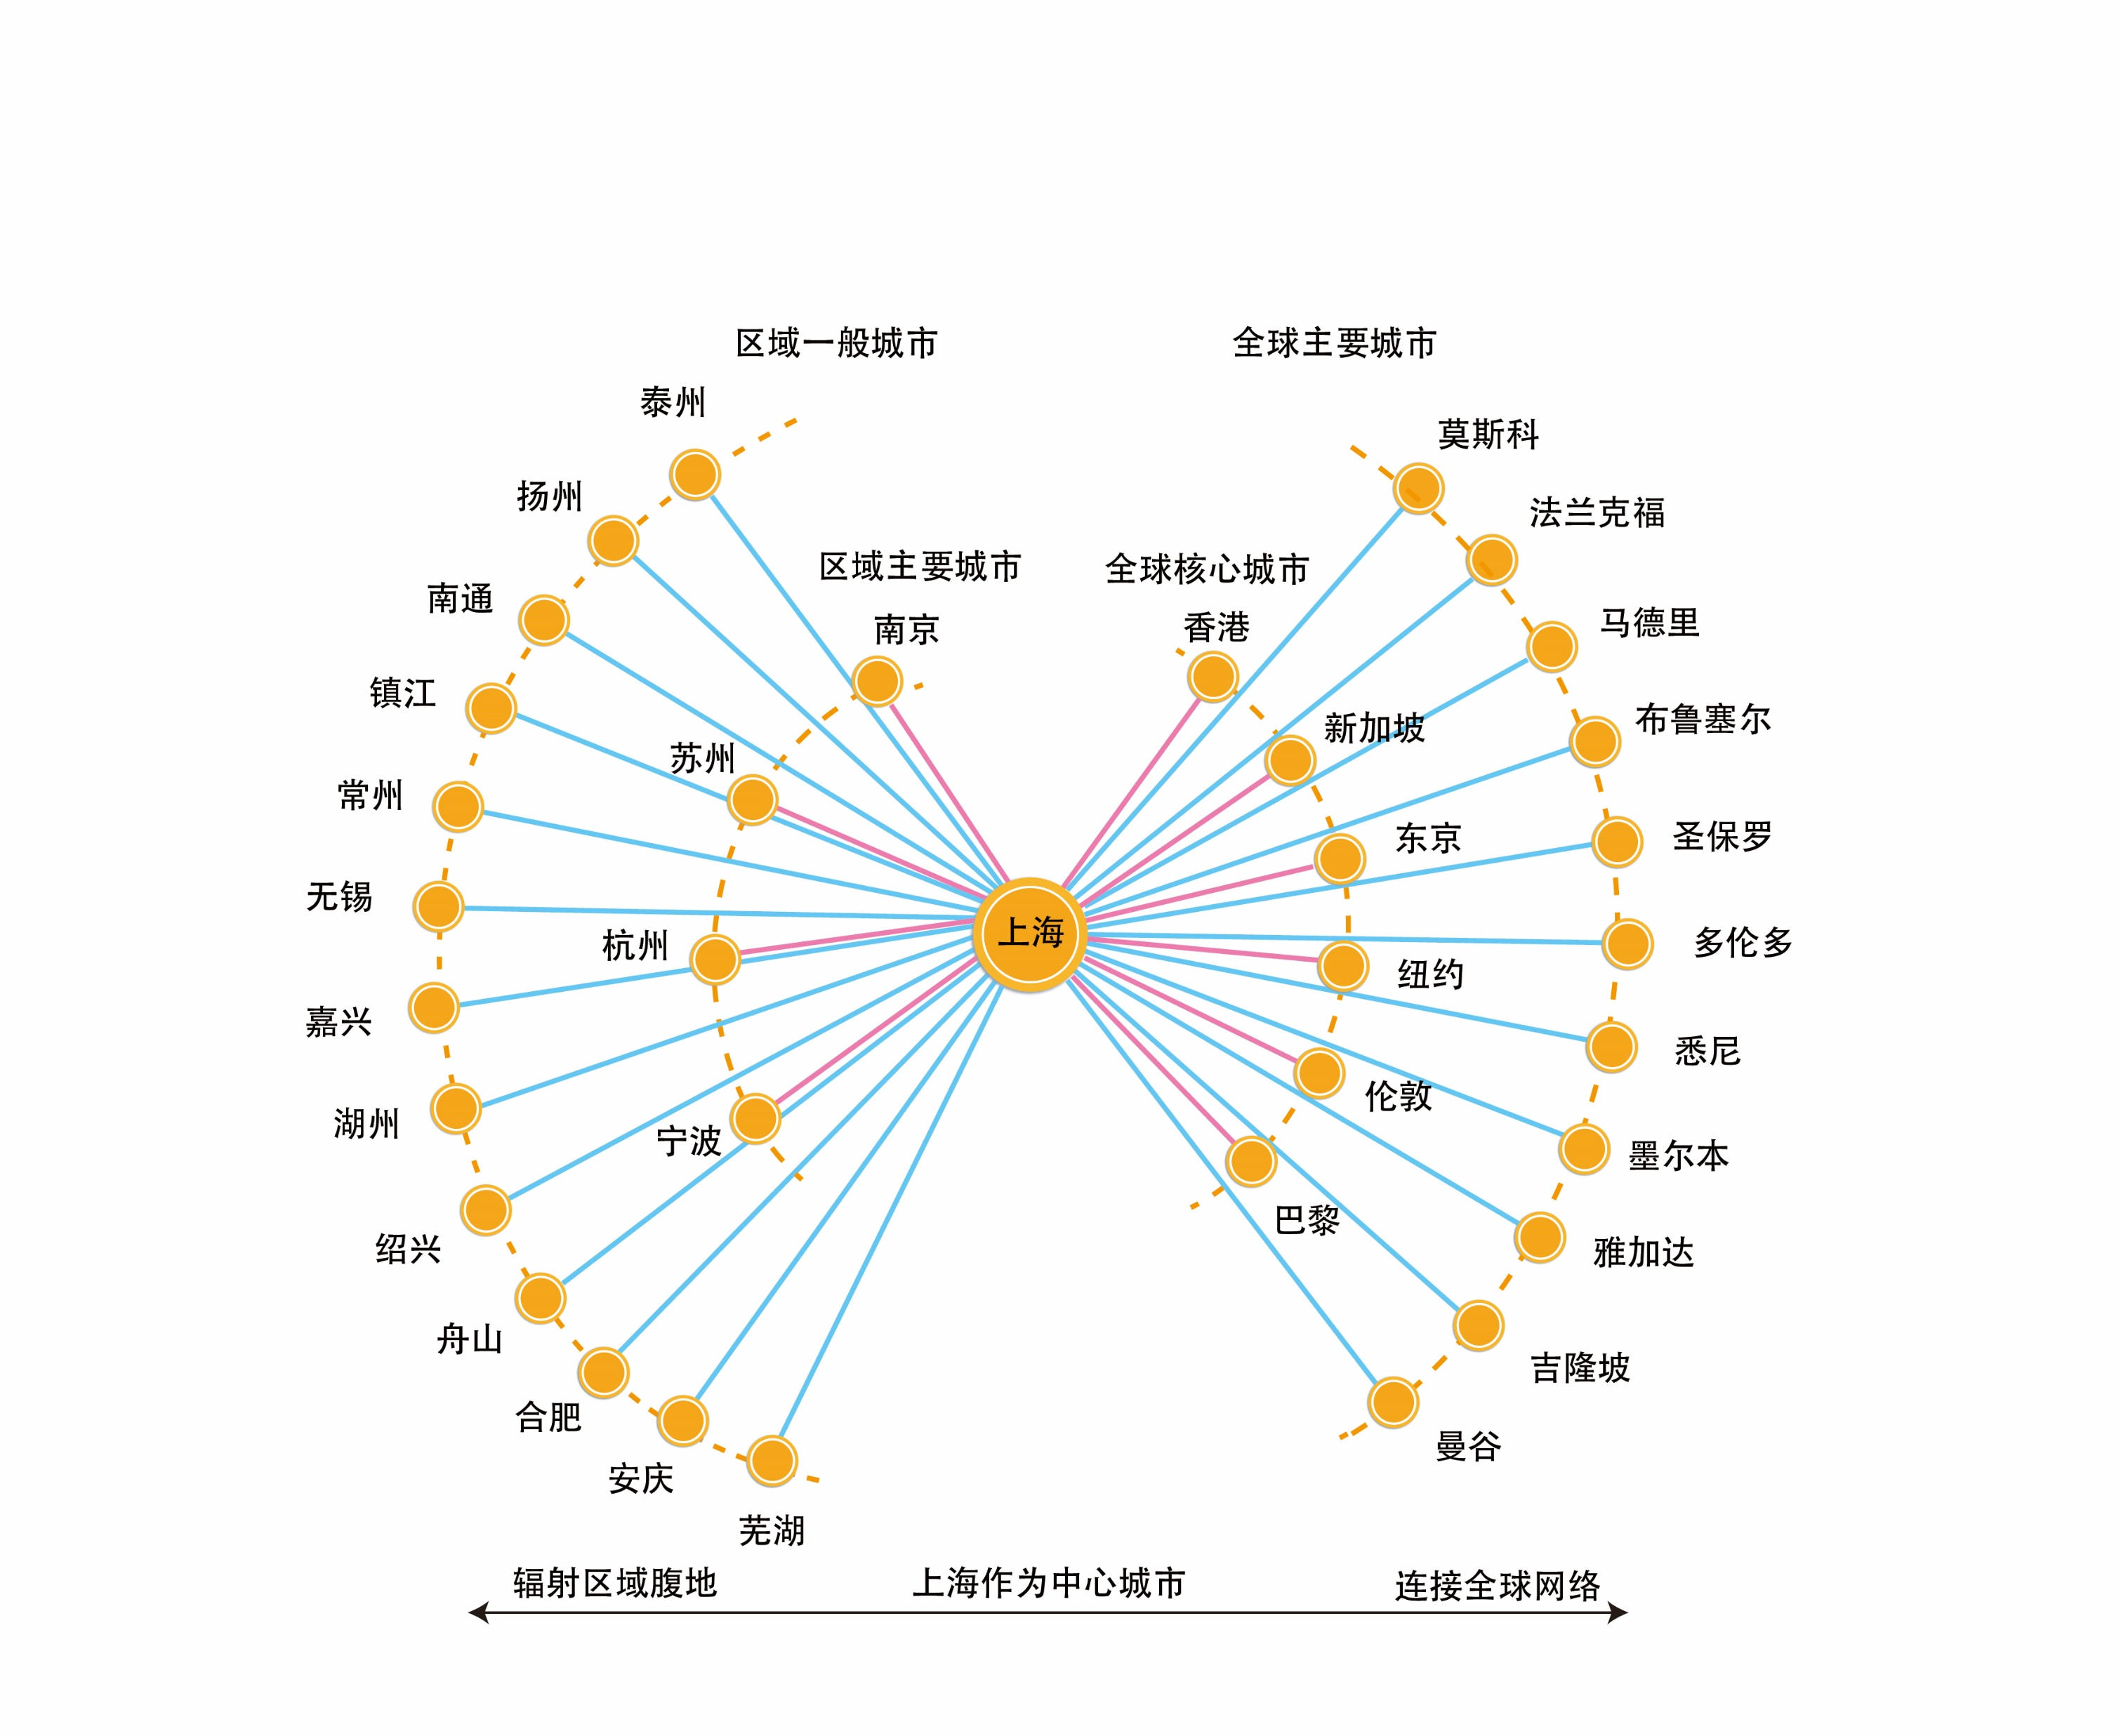 区域一般城市
全球主要城市
泰州
莫斯科
扬州
法兰克福
区域主要城市
全球核心城市
南通
南京
香港
马德里
镇江
苏州
新加坡
布鲁塞尔
常州
东京
圣保罗
无锡
上海
杭州
纽约
多伦多
嘉兴
悉尼
湖州
宁波
伦敦
墨尔本
绍兴
巴黎
雅加达
舟山
吉隆坡
合肥
曼谷
安庆
芜湖
辐射区域腹地
上海作为中心城市
连接全球网络